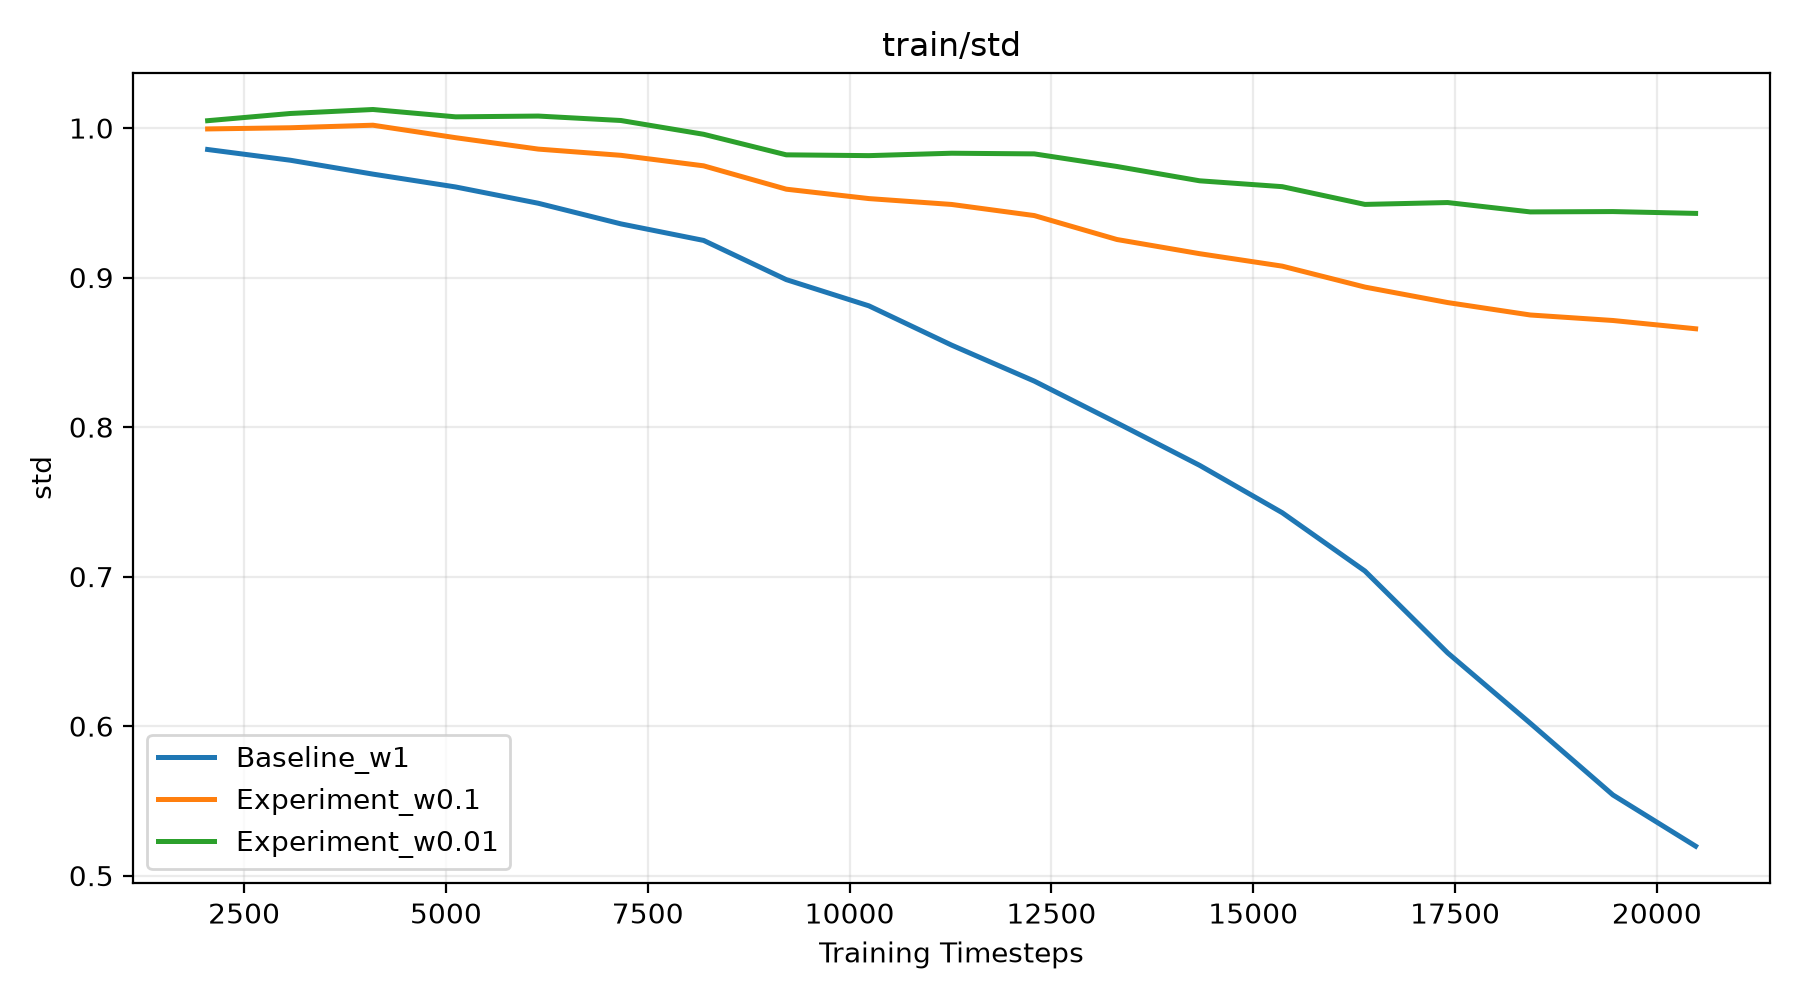 train/std
std
1.0
0.9
0.8
0.7
0.6
0.5
Baseline_w1
Experiment_w0.1
Experiment_w0.01
2500 5000 7500 10000 12500 15000 17500 20000
Training Timesteps